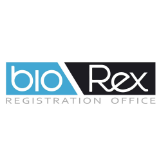 bio Rex
REGISTRATION OFFICE